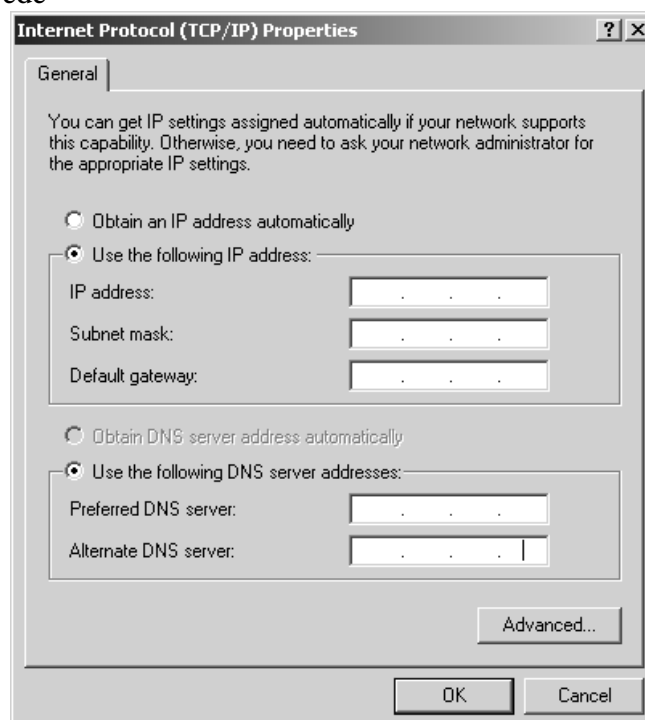 Internet Protocol (TCP/IP) Properties
General
You can get IP settings assigned automatically if your network supports
this capability. Otherwise, you need to ask your network administrator for
the appropriate IP settings.
Obtain an IP address automatically
Use the following IP address:
IP address: . . .
Subnet mask: . . .
Default gateway: . . .
Obtain DNS server address automatically
Use the following DNS server addresses:
Preferred DNS server: . . .
Alternate DNS server: . . .
Advanced...
OK Cancel